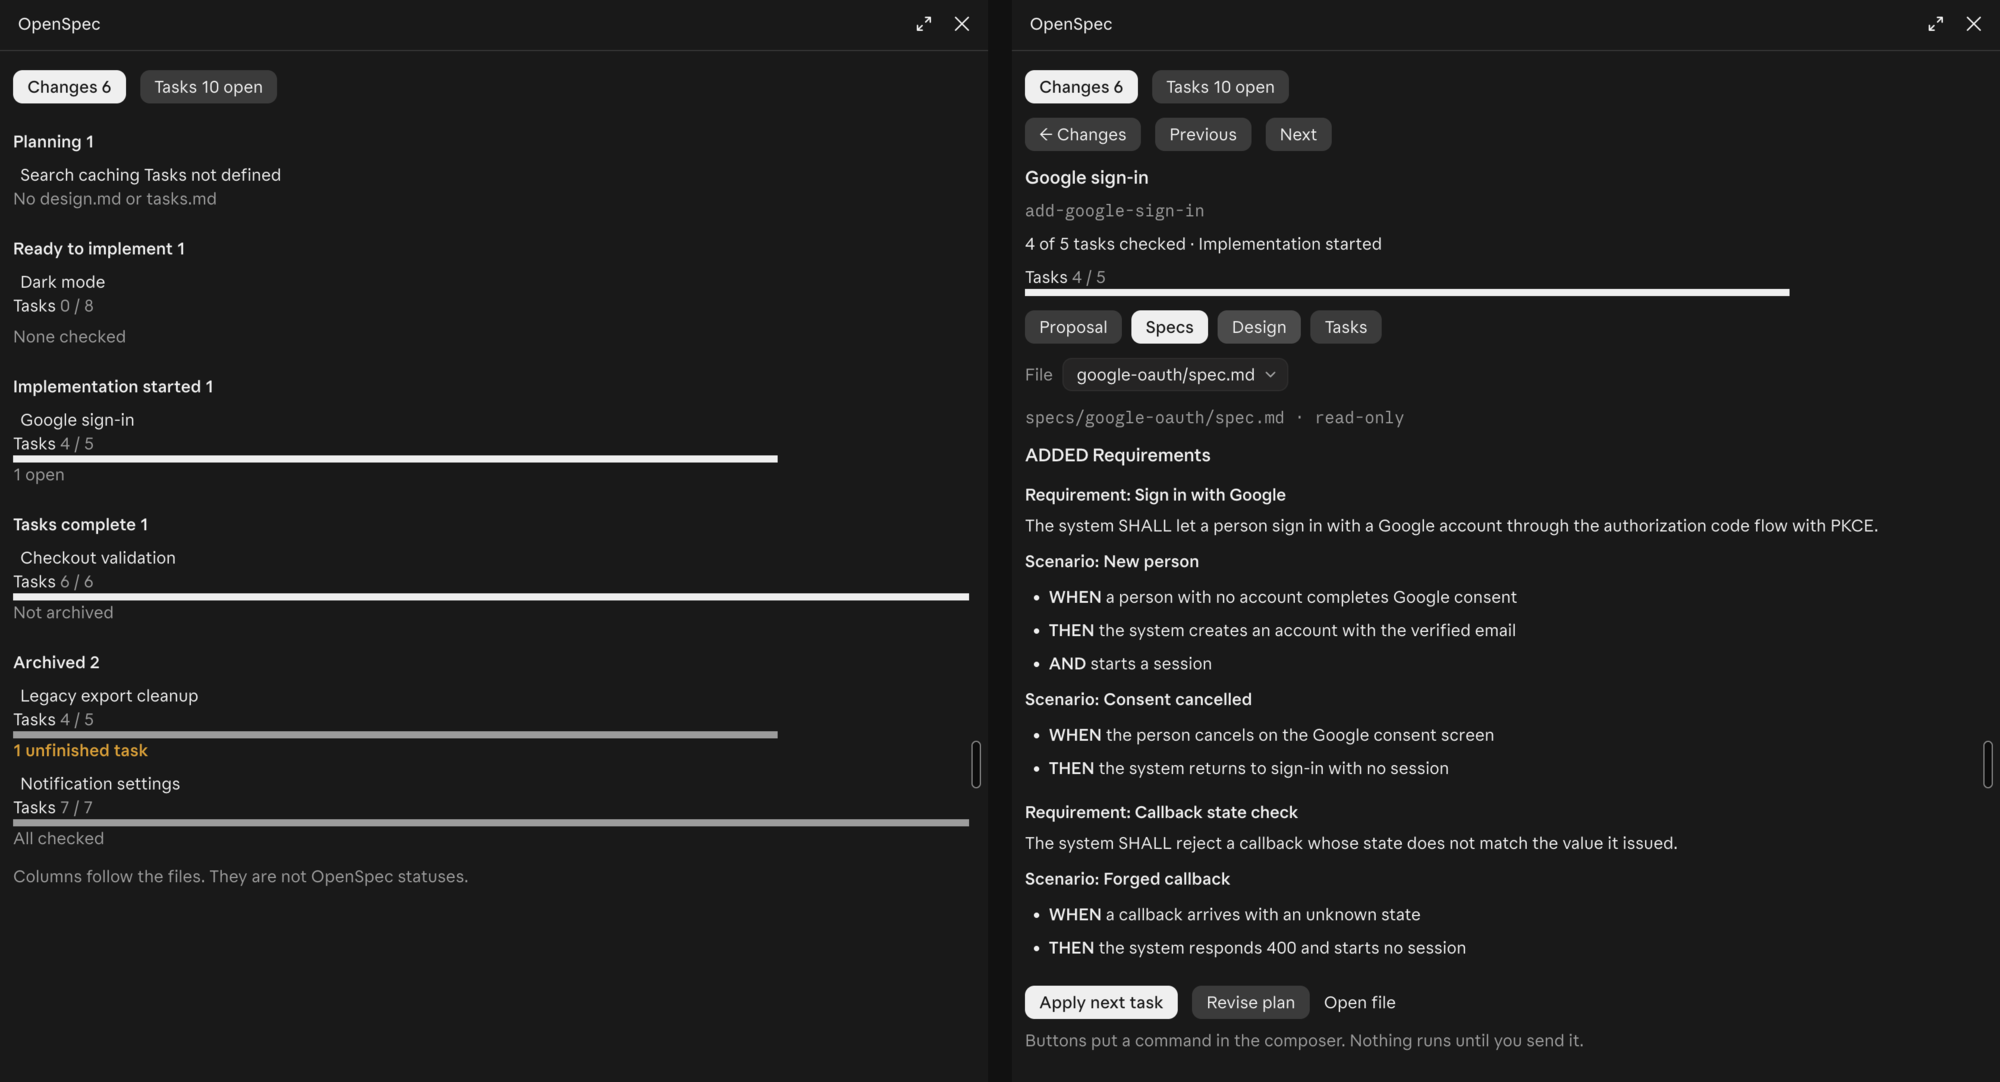 OpenSpec
Changes 6
Tasks 10 open
Planning 1
Search caching Tasks not defined
No design.md or tasks.md
Ready to implement 1
Dark mode
Tasks 0 / 8
None checked
Implementation started 1
Google sign-in
Tasks 4 / 5
1 open
Tasks complete 1
Checkout validation
Tasks 6 / 6
Not archived
Archived 2
Legacy export cleanup
Tasks 4 / 5
1 unfinished task
Notification settings
Tasks 7 / 7
All checked
Columns follow the files. They are not OpenSpec statuses.
OpenSpec
Changes 6
Tasks 10 open
← Changes
Previous
Next
Google sign-in
add-google-sign-in
4 of 5 tasks checked · Implementation started
Tasks 4 / 5
Proposal
Specs
Design
Tasks
File google-oauth/spec.md
specs/google-oauth/spec.md · read-only
ADDED Requirements
Requirement: Sign in with Google
The system SHALL let a person sign in with a Google account through the authorization code flow with PKCE.
Scenario: New person
• WHEN a person with no account completes Google consent
• THEN the system creates an account with the verified email
• AND starts a session
Scenario: Consent cancelled
• WHEN the person cancels on the Google consent screen
• THEN the system returns to sign-in with no session
Requirement: Callback state check
The system SHALL reject a callback whose state does not match the value it issued.
Scenario: Forged callback
• WHEN a callback arrives with an unknown state
• THEN the system responds 400 and starts no session
Apply next task
Revise plan
Open file
Buttons put a command in the composer. Nothing runs until you send it.